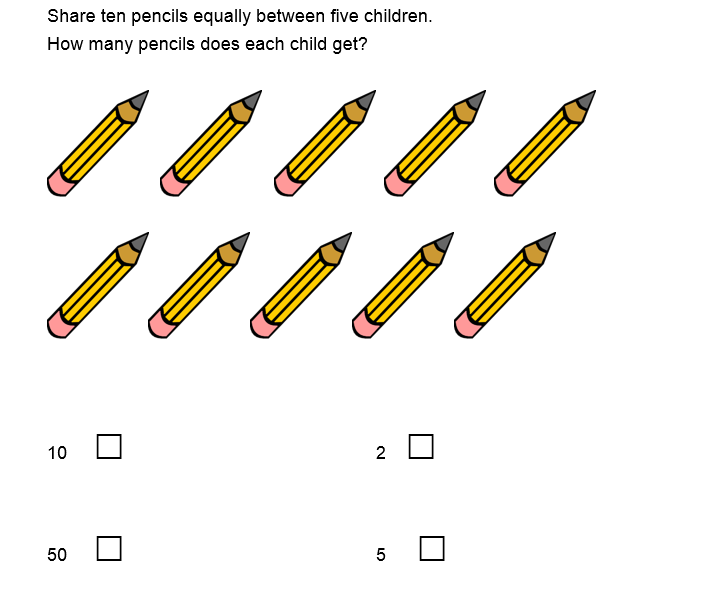 Share ten pencils equally between five children.
How many pencils does each child get?
10
2
50
5